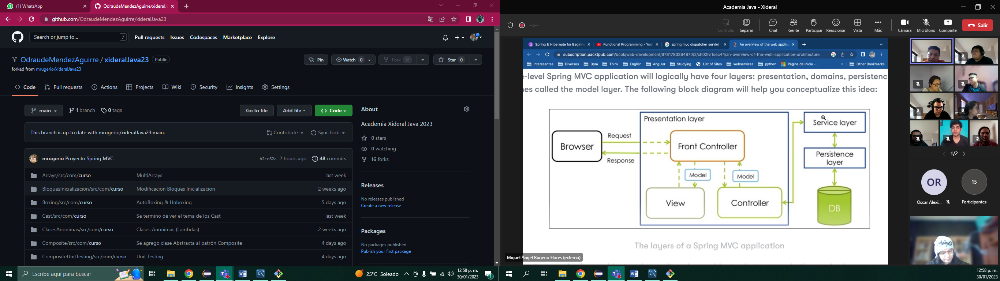 (1) WhatsApp
OdraudeMendezAguirre/xideralJ
github.com/OdraudeMendezAguirre/xideralJava23
Search or jump to...
/
Pull requests Issues Codespaces Marketplace Explore
OdraudeMendezAguirre / xideralJava23 Public
forked from mrugerio/xideralJava23
Pin
Watch 0
Fork 16
Star 0
Code Pull requests Actions Projects Wiki Security Insights Settings
main
1 branch
0 tags
Go to file
Add file
Code
This branch is up to date with mrugerio/xideralJava23:main.
Contribute
Sync fork
mrugerio Proyecto Spring MVC b2cc62a 2 hours ago 48 commits
Arrays/src/com/curso MultiArrays last week
BloquesInicializacion/src/com/curso Modificacion Bloques Inicializacion 2 weeks ago
Boxing/src/com/curso AutoBoxing & Unboxing 5 days ago
Cast/src/com/curso Se termino de ver el tema de los Cast last week
ClasesAnonimas/src/com/curso Clases Anonimas (Lambdas) 2 weeks ago
Composite/src/com/curso Se agrego clase Abstracta al patrón Composite 4 days ago
CompositeUnitTesting/src/com/curso Unit Testing 4 days ago
About
Academia Xideral Java 2023
0 stars
0 watching
16 forks
Releases
No releases published
Create a new release
Packages
No packages published
Publish your first package
Escribe aquí para buscar
25°C Soleado
12:58 p. m.
30/01/2023
1
Academia Java - Xideral
--:--
Controlar Separar Chat Gente Participar Reaccionar Vista Más Cámara Micrófono Comparte Salir
Spring & Hibernate for Beginne
Functional Programming - You
spring mvc dispatcher servlet
An overview of the web applica
subscription.packtpub.com/book/web-development/9781783284870/2/ch02lvl1sec44/an-overview-of-the-web-application-architecture
Interesantes Diversos Bpm Think English Angular Studying List of Sites webservices python Página de inicio -... » Other Bookmarks
e-level Spring MVC application will logically have four layers: presentation, domains, persistenc
nes called the model layer. The following block diagram will help you conceptualize this idea:
Presentation layer
Service layer
Browser
Request
Response
Front Controller
Persistence
layer
Model
Model
View
Controller
DB
The layers of a Spring MVC application
Miguel Ángel Rugerio Flores (externo)
1/2
OR
15
Oscar Alexi...
Participantes
12:58 p. m.
30/01/2023